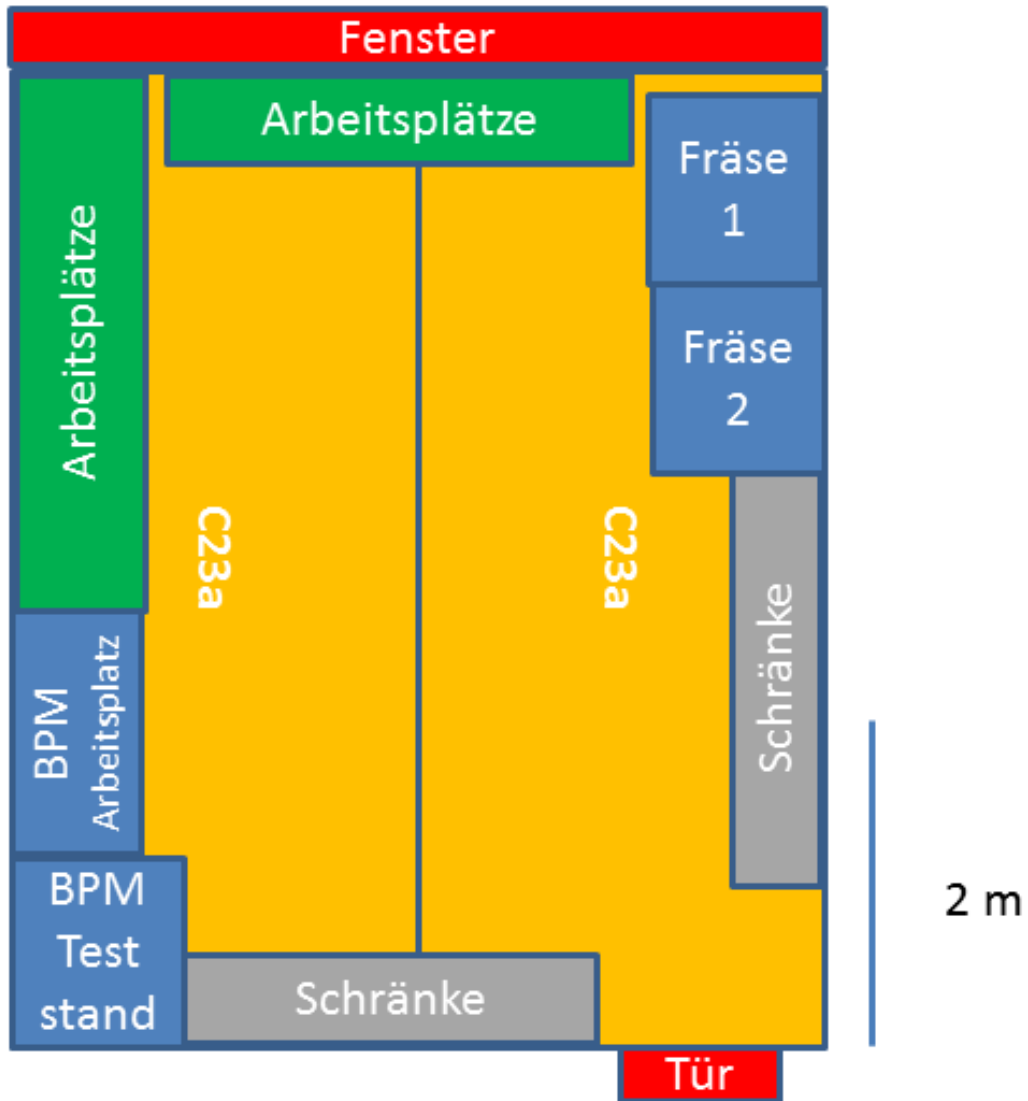 Fenster
Arbeitsplätze
Arbeitsplätze
Fräse
1
Fräse
2
C23a
C23a
Schränke
BPM
Arbeitsplatz
BPM
Test
stand
Schränke
2 m
Tür